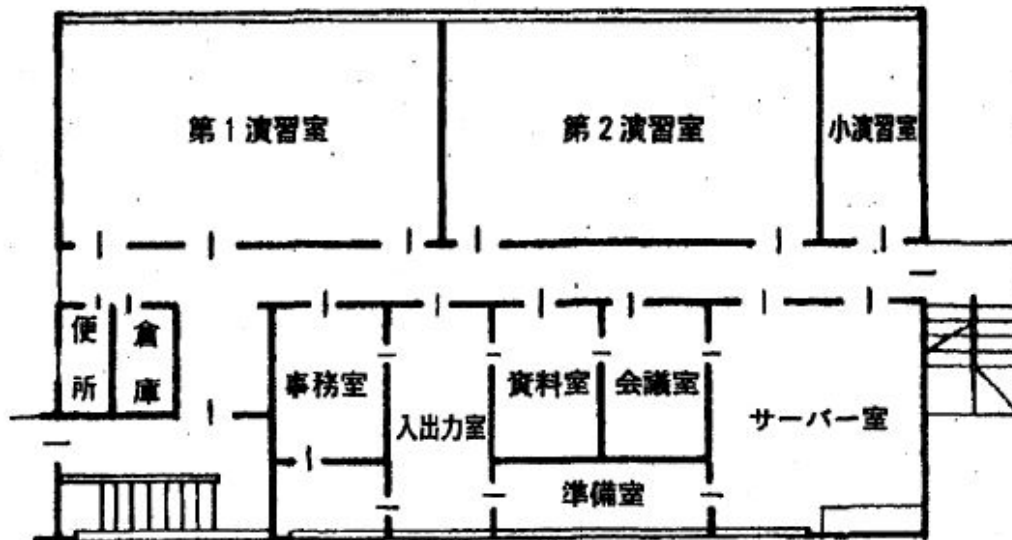 第1演習室
第2演習室
小演習室
便所
倉庫
事務室
入出力室
資料室
会議室
サーバー室
準備室